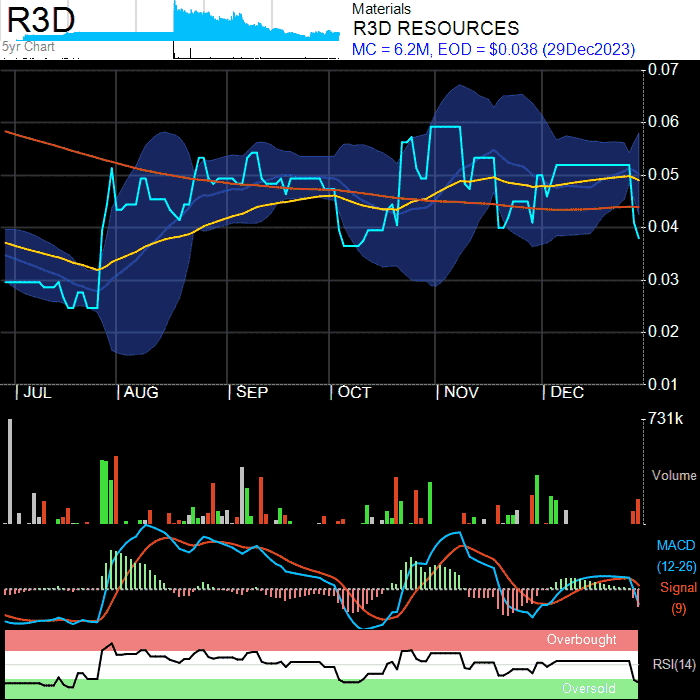 R3D
5yr Chart
Materials
R3D RESOURCES
MC = 6.2M, EOD = $0.038 (29Dec2023)
0.07
0.06
0.05
0.04
0.03
0.02
0.01
JUL AUG SEP OCT NOV DEC
731k
Volume
MACD
(12-26)
Signal
(9)
Overbought
RSI(14)
Oversold